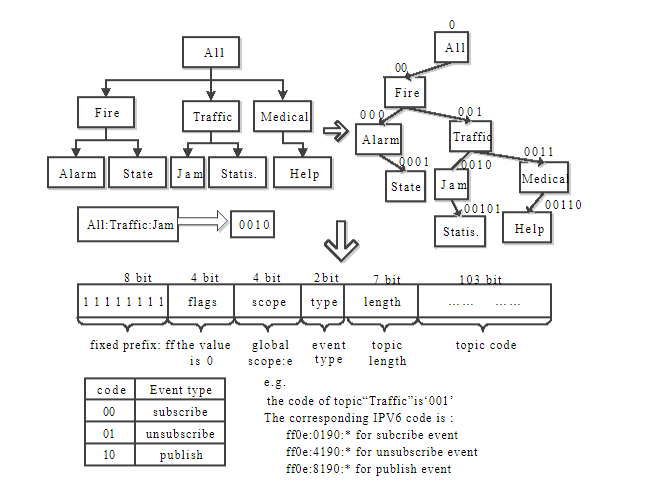 All
Fire
Traffic
Medical
Alarm
State
Jam
Statis.
Help
All:Traffic:Jam
0010
0
All
00
Fire
000
001
Alarm
Traffic
0001
0010
0011
State
Jam
Medical
00101
00110
Statis.
Help
8 bit
4 bit
4 bit
2bit
7 bit
103 bit
1 1 1 1 1 1 1 1
flags
scope
type
length
...... ......
fixed prefix: ff
the value is 0
global scope:e
event type
topic length
topic code
code Event type
00 subscribe
01 unsubscribe
10 publish
e.g.
the code of topic“Traffic”is‘001’
The corresponding IPV6 code is :
ff0e:0190:* for subcribe event
ff0e:4190:* for unsubscribe event
ff0e:8190:* for publish event